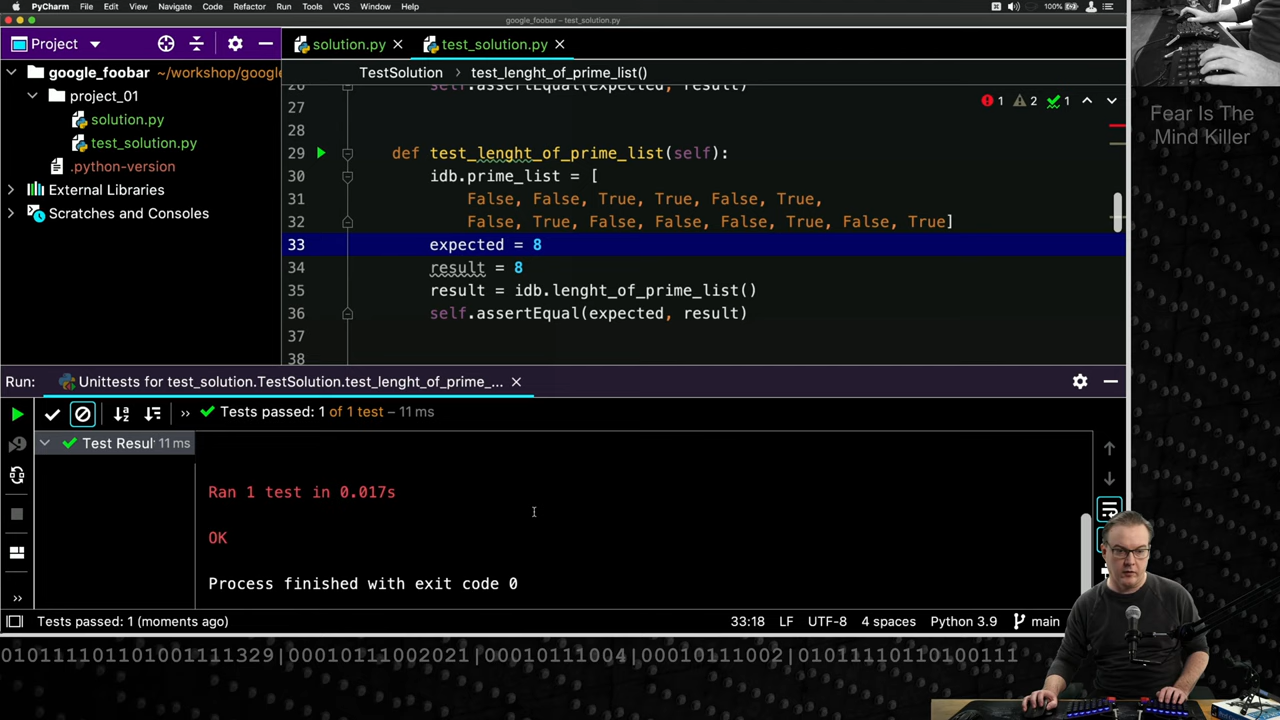 PyCharm File Edit View Navigate Code Refactor Run Tools VCS Window Help 100%
google_foobar – test_solution.py
Project
solution.py
test_solution.py
google_foobar ~/workshop/google
TestSolution > test_lenght_of_prime_list()
project_01
solution.py
test_solution.py
.python-version
External Libraries
Scratches and Consoles
1 2 1
Fear Is The
Mind Killer
27
28
29 def test_lenght_of_prime_list(self):
30 idb.prime_list = [
31 False, False, True, True, False, True,
32 False, True, False, False, False, True, False, True]
33 expected = 8
34 result = 8
35 result = idb.lenght_of_prime_list()
36 self.assertEqual(expected, result)
37
38
Run: Unittests for test_solution.TestSolution.test_lenght_of_prime_...
Tests passed: 1 of 1 test – 11 ms
Test Resul 11 ms
Ran 1 test in 0.017s
OK
Process finished with exit code 0
Tests passed: 1 (moments ago) 33:18 LF UTF-8 4 spaces Python 3.9 main